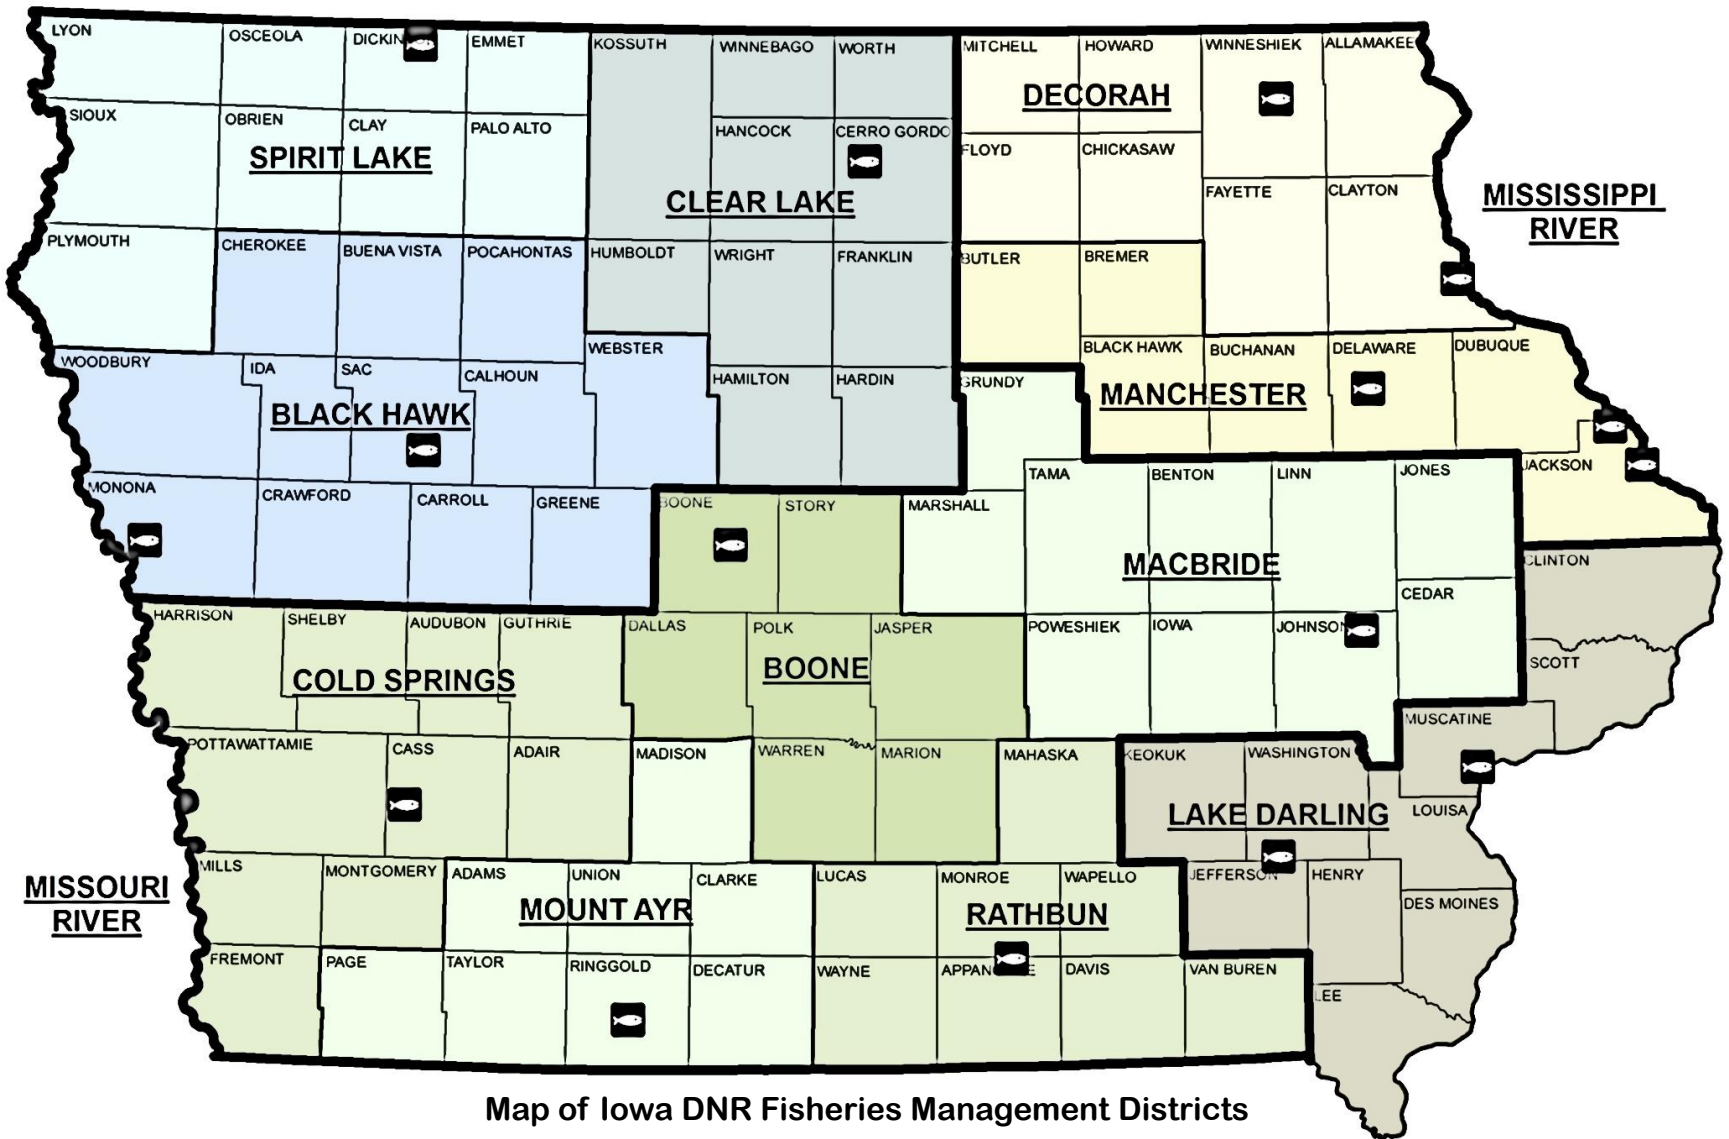 LYON
OSCEOLA
DICKIN
EMMET
KOSSUTH
WINNEBAGO
WORTH
MITCHELL
HOWARD
WINNESHIEK
ALLAMAKEE
DECORAH
SIOUX
OBRIEN
CLAY
PALO ALTO
HANCOCK
CERRO GORDO
FLOYD
CHICKASAW
SPIRIT LAKE
CLEAR LAKE
FAYETTE
CLAYTON
MISSISSIPPI
RIVER
PLYMOUTH
CHEROKEE
BUENA VISTA
POCAHONTAS
HUMBOLDT
WRIGHT
FRANKLIN
BUTLER
BREMER
WOODBURY
IDA
SAC
CALHOUN
WEBSTER
HAMILTON
HARDIN
GRUNDY
BLACK HAWK
BUCHANAN
DELAWARE
DUBUQUE
BLACK HAWK
MANCHESTER
MONONA
CRAWFORD
CARROLL
GREENE
BOONE
STORY
MARSHALL
TAMA
BENTON
LINN
JONES
JACKSON
MACBRIDE
CLINTON
CEDAR
HARRISON
SHELBY
AUDUBON
GUTHRIE
DALLAS
POLK
JASPER
POWESHIEK
IOWA
JOHNSON
SCOTT
COLD SPRINGS
BOONE
MUSCATINE
POTTAWATTAMIE
CASS
ADAIR
MADISON
WARREN
MARION
MAHASKA
KEOKUK
WASHINGTON
LOUISA
LAKE DARLING
MILLS
MONTGOMERY
ADAMS
UNION
CLARKE
LUCAS
MONROE
WAPELLO
JEFFERSON
HENRY
DES MOINES
MISSOURI
RIVER
MOUNT AYR
RATHBUN
FREMONT
PAGE
TAYLOR
RINGGOLD
DECATUR
WAYNE
APPANOOSE
DAVIS
VAN BUREN
LEE
Map of Iowa DNR Fisheries Management Districts